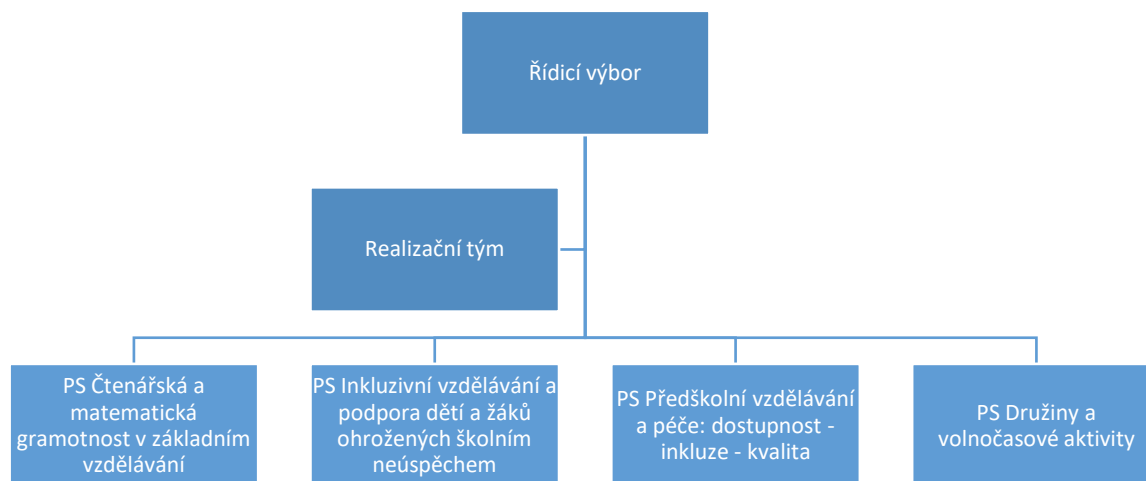 Řídicí výbor
Realizační tým
PS Čtenářská a
matematická
gramotnost v základním
vzdělávání
PS Inkluzivní vzdělávání a
podpora dětí a žáků
ohrožených školním
neúspěchem
PS Předškolní vzdělávání
a péče: dostupnost -
inkluze - kvalita
PS Družiny a
volnočasové aktivity